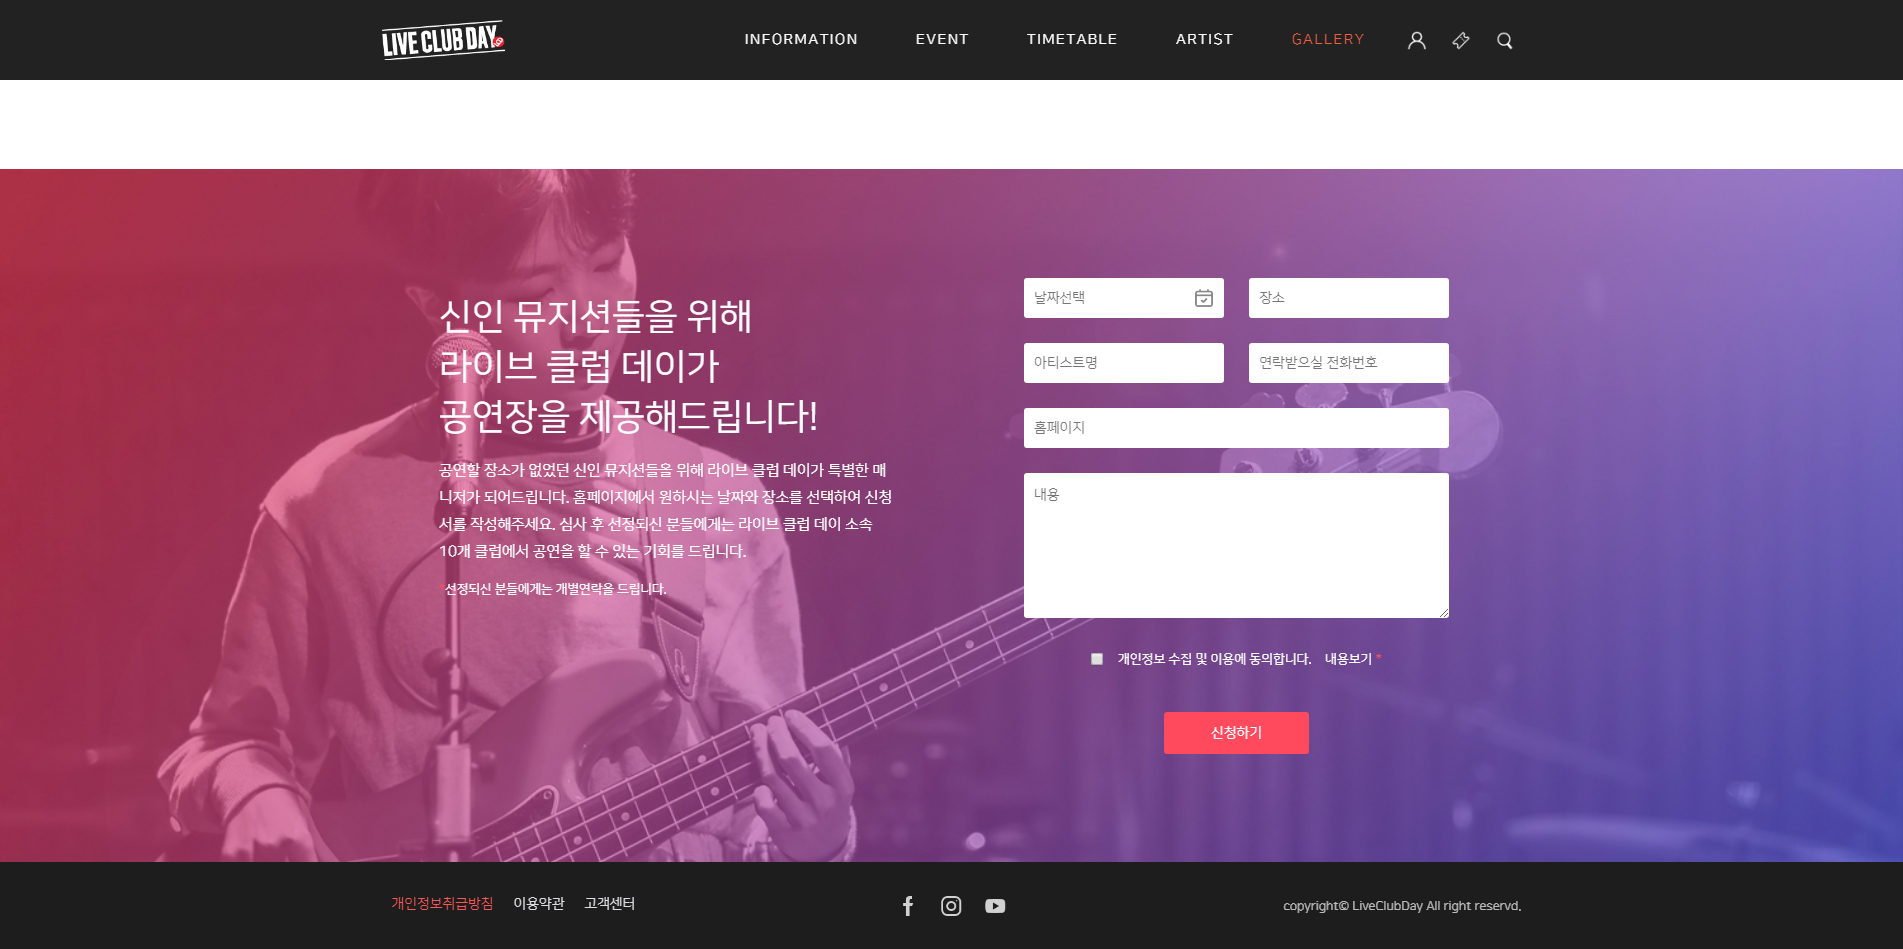 LIVE CLUB DAY
INFORMATION
EVENT
TIMETABLE
ARTIST
GALLERY
신인 뮤지션들을 위해
라이브 클럽 데이가
공연장을 제공해드립니다!
공연할 장소가 없었던 신인 뮤지션들을 위해 라이브 클럽 데이가 특별한 매
니저가 되어드립니다. 홈페이지에서 원하시는 날짜와 장소를 선택하여 신청
서를 작성해주세요. 심사 후 선정되신 분들에게는 라이브 클럽 데이 소속
10개 클럽에서 공연을 할 수 있는 기회를 드립니다.
*선정되신 분들에게는 개별연락을 드립니다.
날짜선택
장소
아티스트명
연락받으실 전화번호
홈페이지
내용
개인정보 수집 및 이용에 동의합니다. 내용보기 *
신청하기
개인정보취급방침
이용약관
고객센터
copyright© LiveClubDay All right reservd.